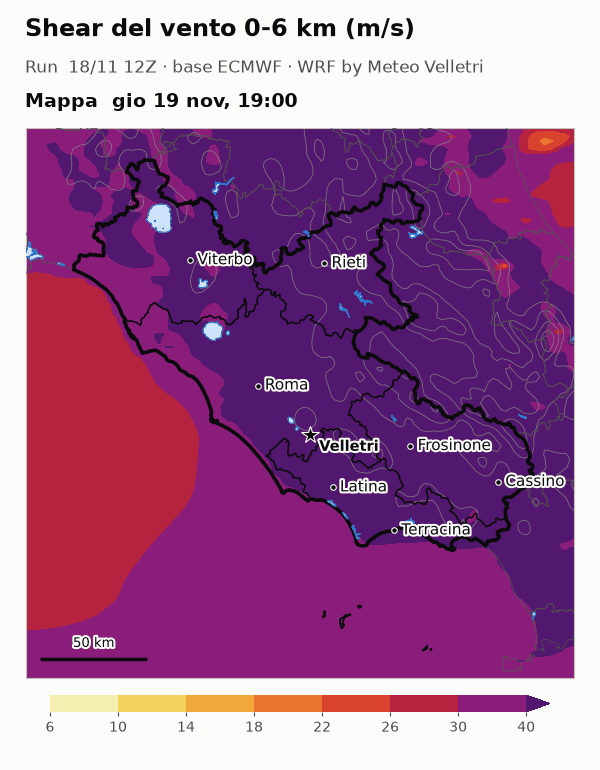 Shear del vento 0-6 km (m/s)
Run  18/11 12Z · base ECMWF · WRF by Meteo Velletri
Mappa  gio 19 nov, 19:00
Viterbo
Rieti
Roma
Velletri
Frosinone
Latina
Cassino
Terracina
50 km
6 10 14 18 22 26 30 40